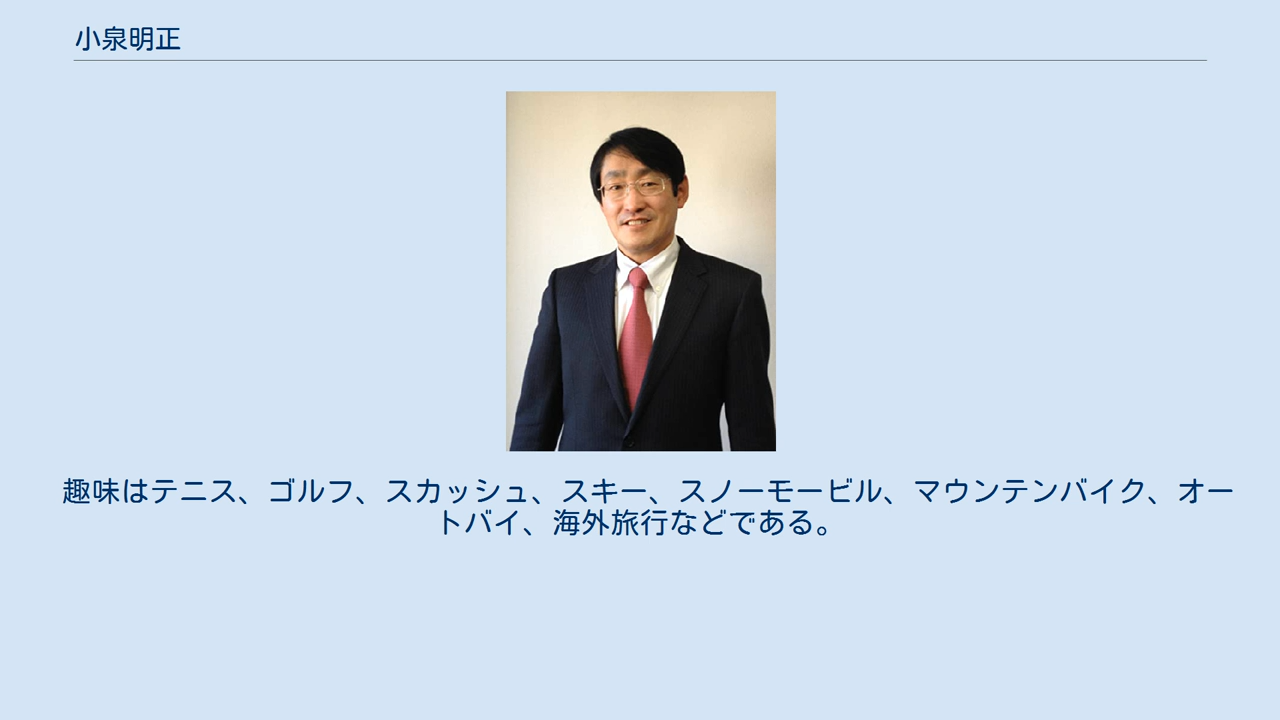 小泉明正
趣味はテニス、ゴルフ、スカッシュ、スキー、スノーモービル、マウンテンバイク、オー
トバイ、海外旅行などである。